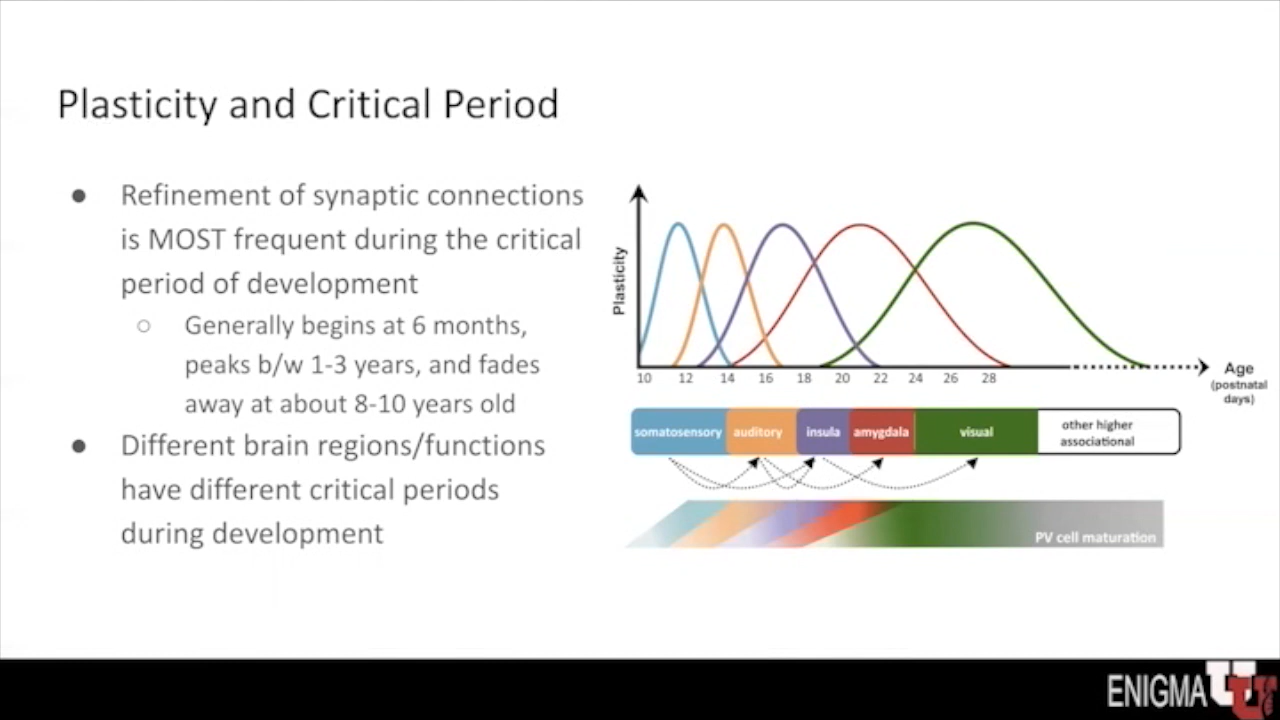 Plasticity and Critical Period
● Refinement of synaptic connections
is MOST frequent during the critical
period of development
○ Generally begins at 6 months,
peaks b/w 1-3 years, and fades
away at about 8-10 years old
● Different brain regions/functions
have different critical periods
during development
Plasticity
10 12 14 16 18 20 22 24 26 28
Age
(postnatal
days)
somatosensory auditory insula amygdala visual
other higher
associational
PV cell maturation
ENIGMA U